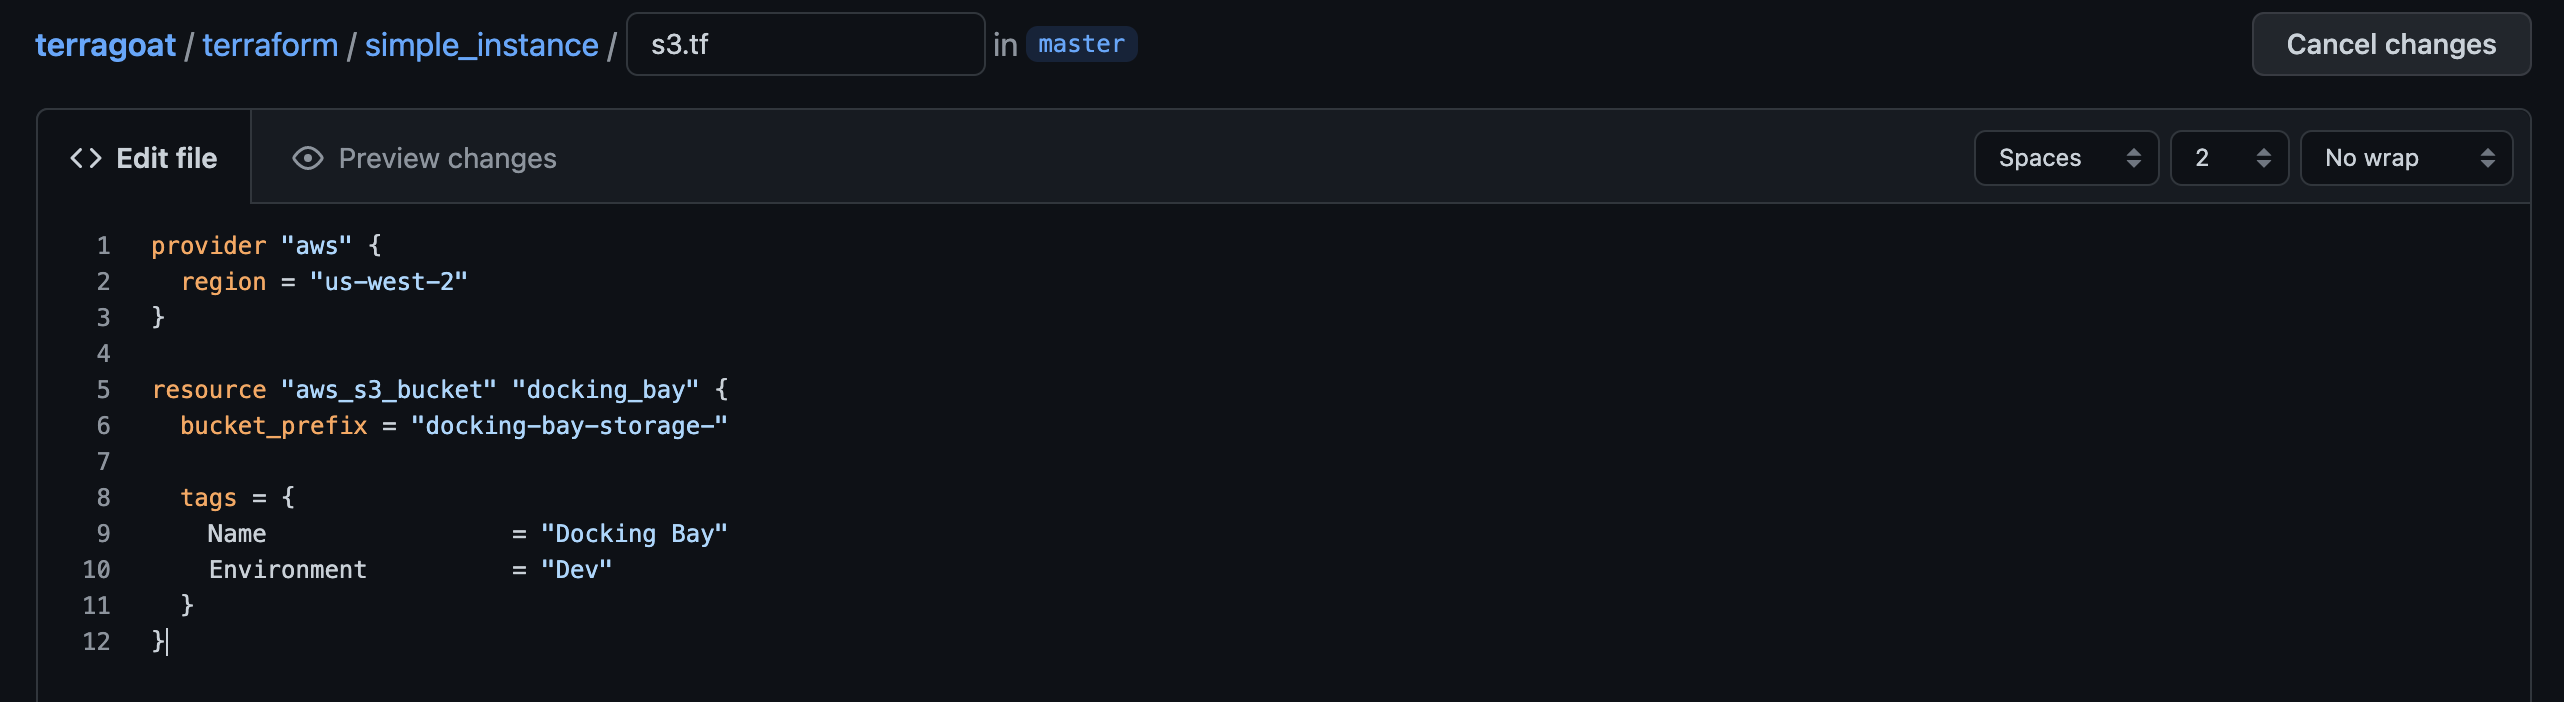 terragoat / terraform / simple_instance / s3.tf in master Cancel changes
<> Edit file Preview changes Spaces 2 No wrap
1 provider "aws" {
2   region = "us-west-2"
3 }
4
5 resource "aws_s3_bucket" "docking_bay" {
6   bucket_prefix = "docking-bay-storage-"
7
8   tags = {
9     Name                 = "Docking Bay"
10     Environment          = "Dev"
11   }
12 }